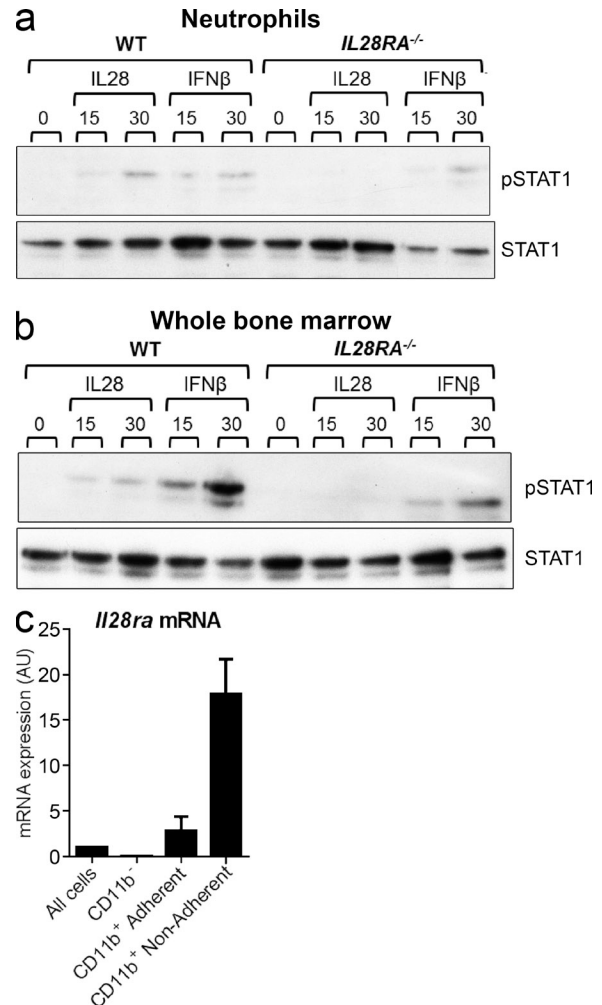 a Neutrophils
WT IL28RA-/-
IL28 IFNβ IL28 IFNβ
0 15 30 15 30 0 15 30 15 30
pSTAT1
STAT1
b Whole bone marrow
WT IL28RA-/-
IL28 IFNβ IL28 IFNβ
0 15 30 15 30 0 15 30 15 30
pSTAT1
STAT1
c Il28ra mRNA
mRNA expression (AU)
25
20
15
10
5
0
All cells
CD11b-
CD11b+ Adherent
CD11b+ Non-Adherent